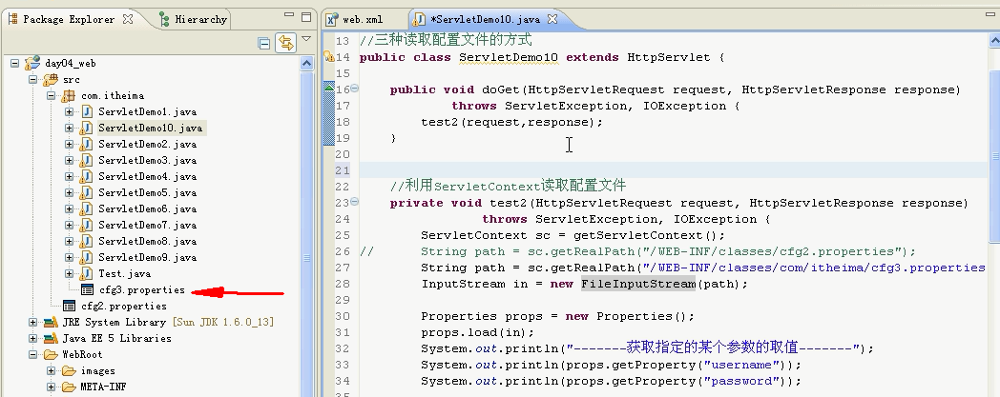 Package Explorer
Hierarchy
day04_web
src
com.itheima
ServletDemo1.java
ServletDemo10.java
ServletDemo2.java
ServletDemo3.java
ServletDemo4.java
ServletDemo5.java
ServletDemo6.java
ServletDemo7.java
ServletDemo8.java
ServletDemo9.java
Test.java
cfg3.properties
cfg2.properties
JRE System Library [Sun JDK 1.6.0_13]
Java EE 5 Libraries
WebRoot
images
META-INF
web.xml
*ServletDemo10.java
13 //三种读取配置文件的方式
14 public class ServletDemo10 extends HttpServlet {
15
16 public void doGet(HttpServletRequest request, HttpServletResponse response)
17 throws ServletException, IOException {
18 test2(request,response);
19 }
20
21
22 //利用ServletContext读取配置文件
23 private void test2(HttpServletRequest request, HttpServletResponse response)
24 throws ServletException, IOException {
25 ServletContext sc = getServletContext();
26 // String path = sc.getRealPath("/WEB-INF/classes/cfg2.properties");
27 String path = sc.getRealPath("/WEB-INF/classes/com/itheima/cfg3.properties
28 InputStream in = new FileInputStream(path);
29
30 Properties props = new Properties();
31 props.load(in);
32 System.out.println("-------获取指定的某个参数的取值-------");
33 System.out.println(props.getProperty("username"));
34 System.out.println(props.getProperty("password"));